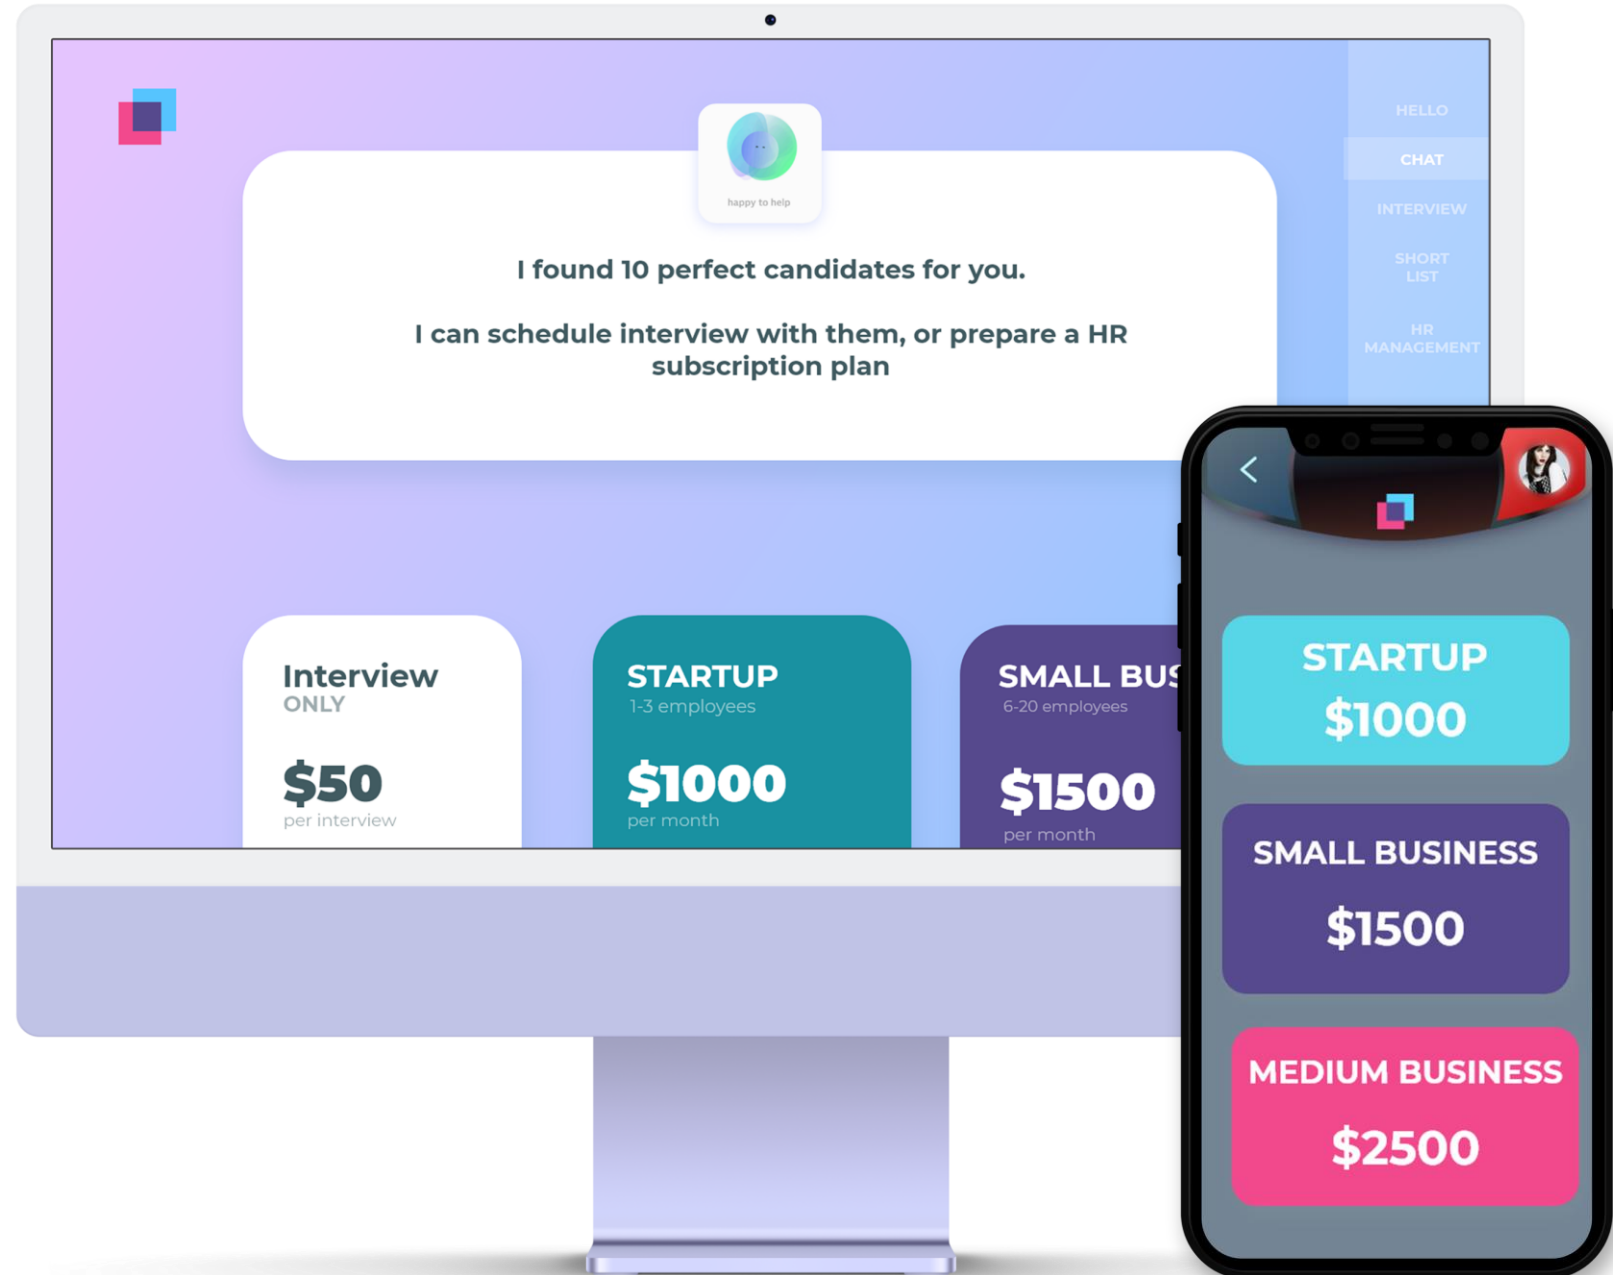 HELLO
CHAT
INTERVIEW
SHORT
LIST
HR
MANAGEMENT
happy to help
I found 10 perfect candidates for you.
I can schedule interview with them, or prepare a HR
subscription plan
Interview
ONLY
$50
per interview
STARTUP
1-3 employees
$1000
per month
SMALL BUS
6-20 employees
$1500
per month
STARTUP
$1000
SMALL BUSINESS
$1500
MEDIUM BUSINESS
$2500